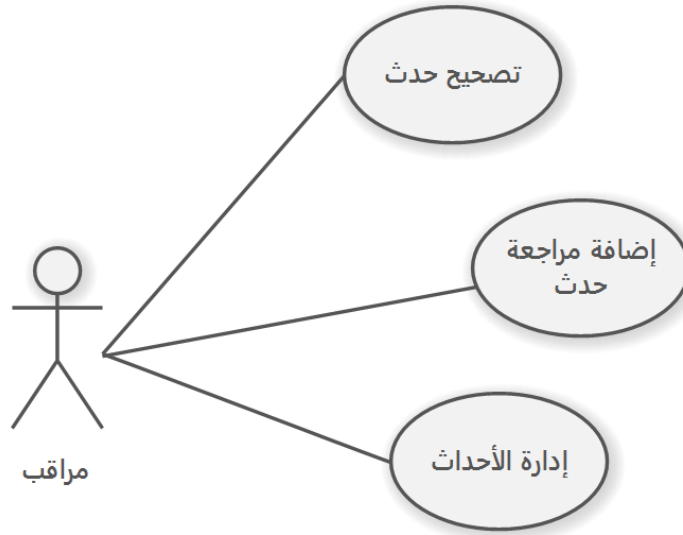 تصحيح حدث
إضافة مراجعة
حدث
إدارة الأحداث
مراقب